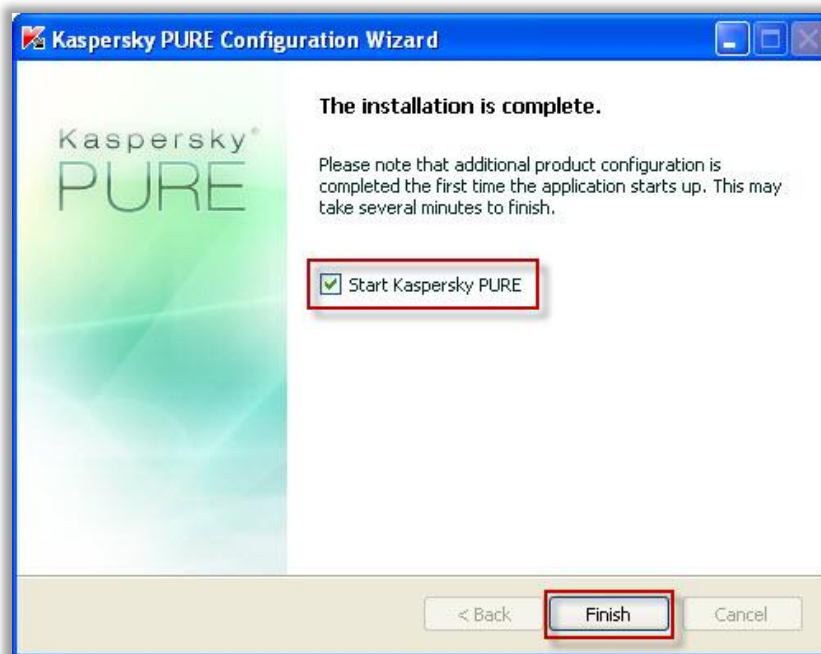 Kaspersky PURE Configuration Wizard
Kaspersky®
PURE
The installation is complete.
Please note that additional product configuration is
completed the first time the application starts up. This may
take several minutes to finish.
Start Kaspersky PURE
< Back Finish Cancel